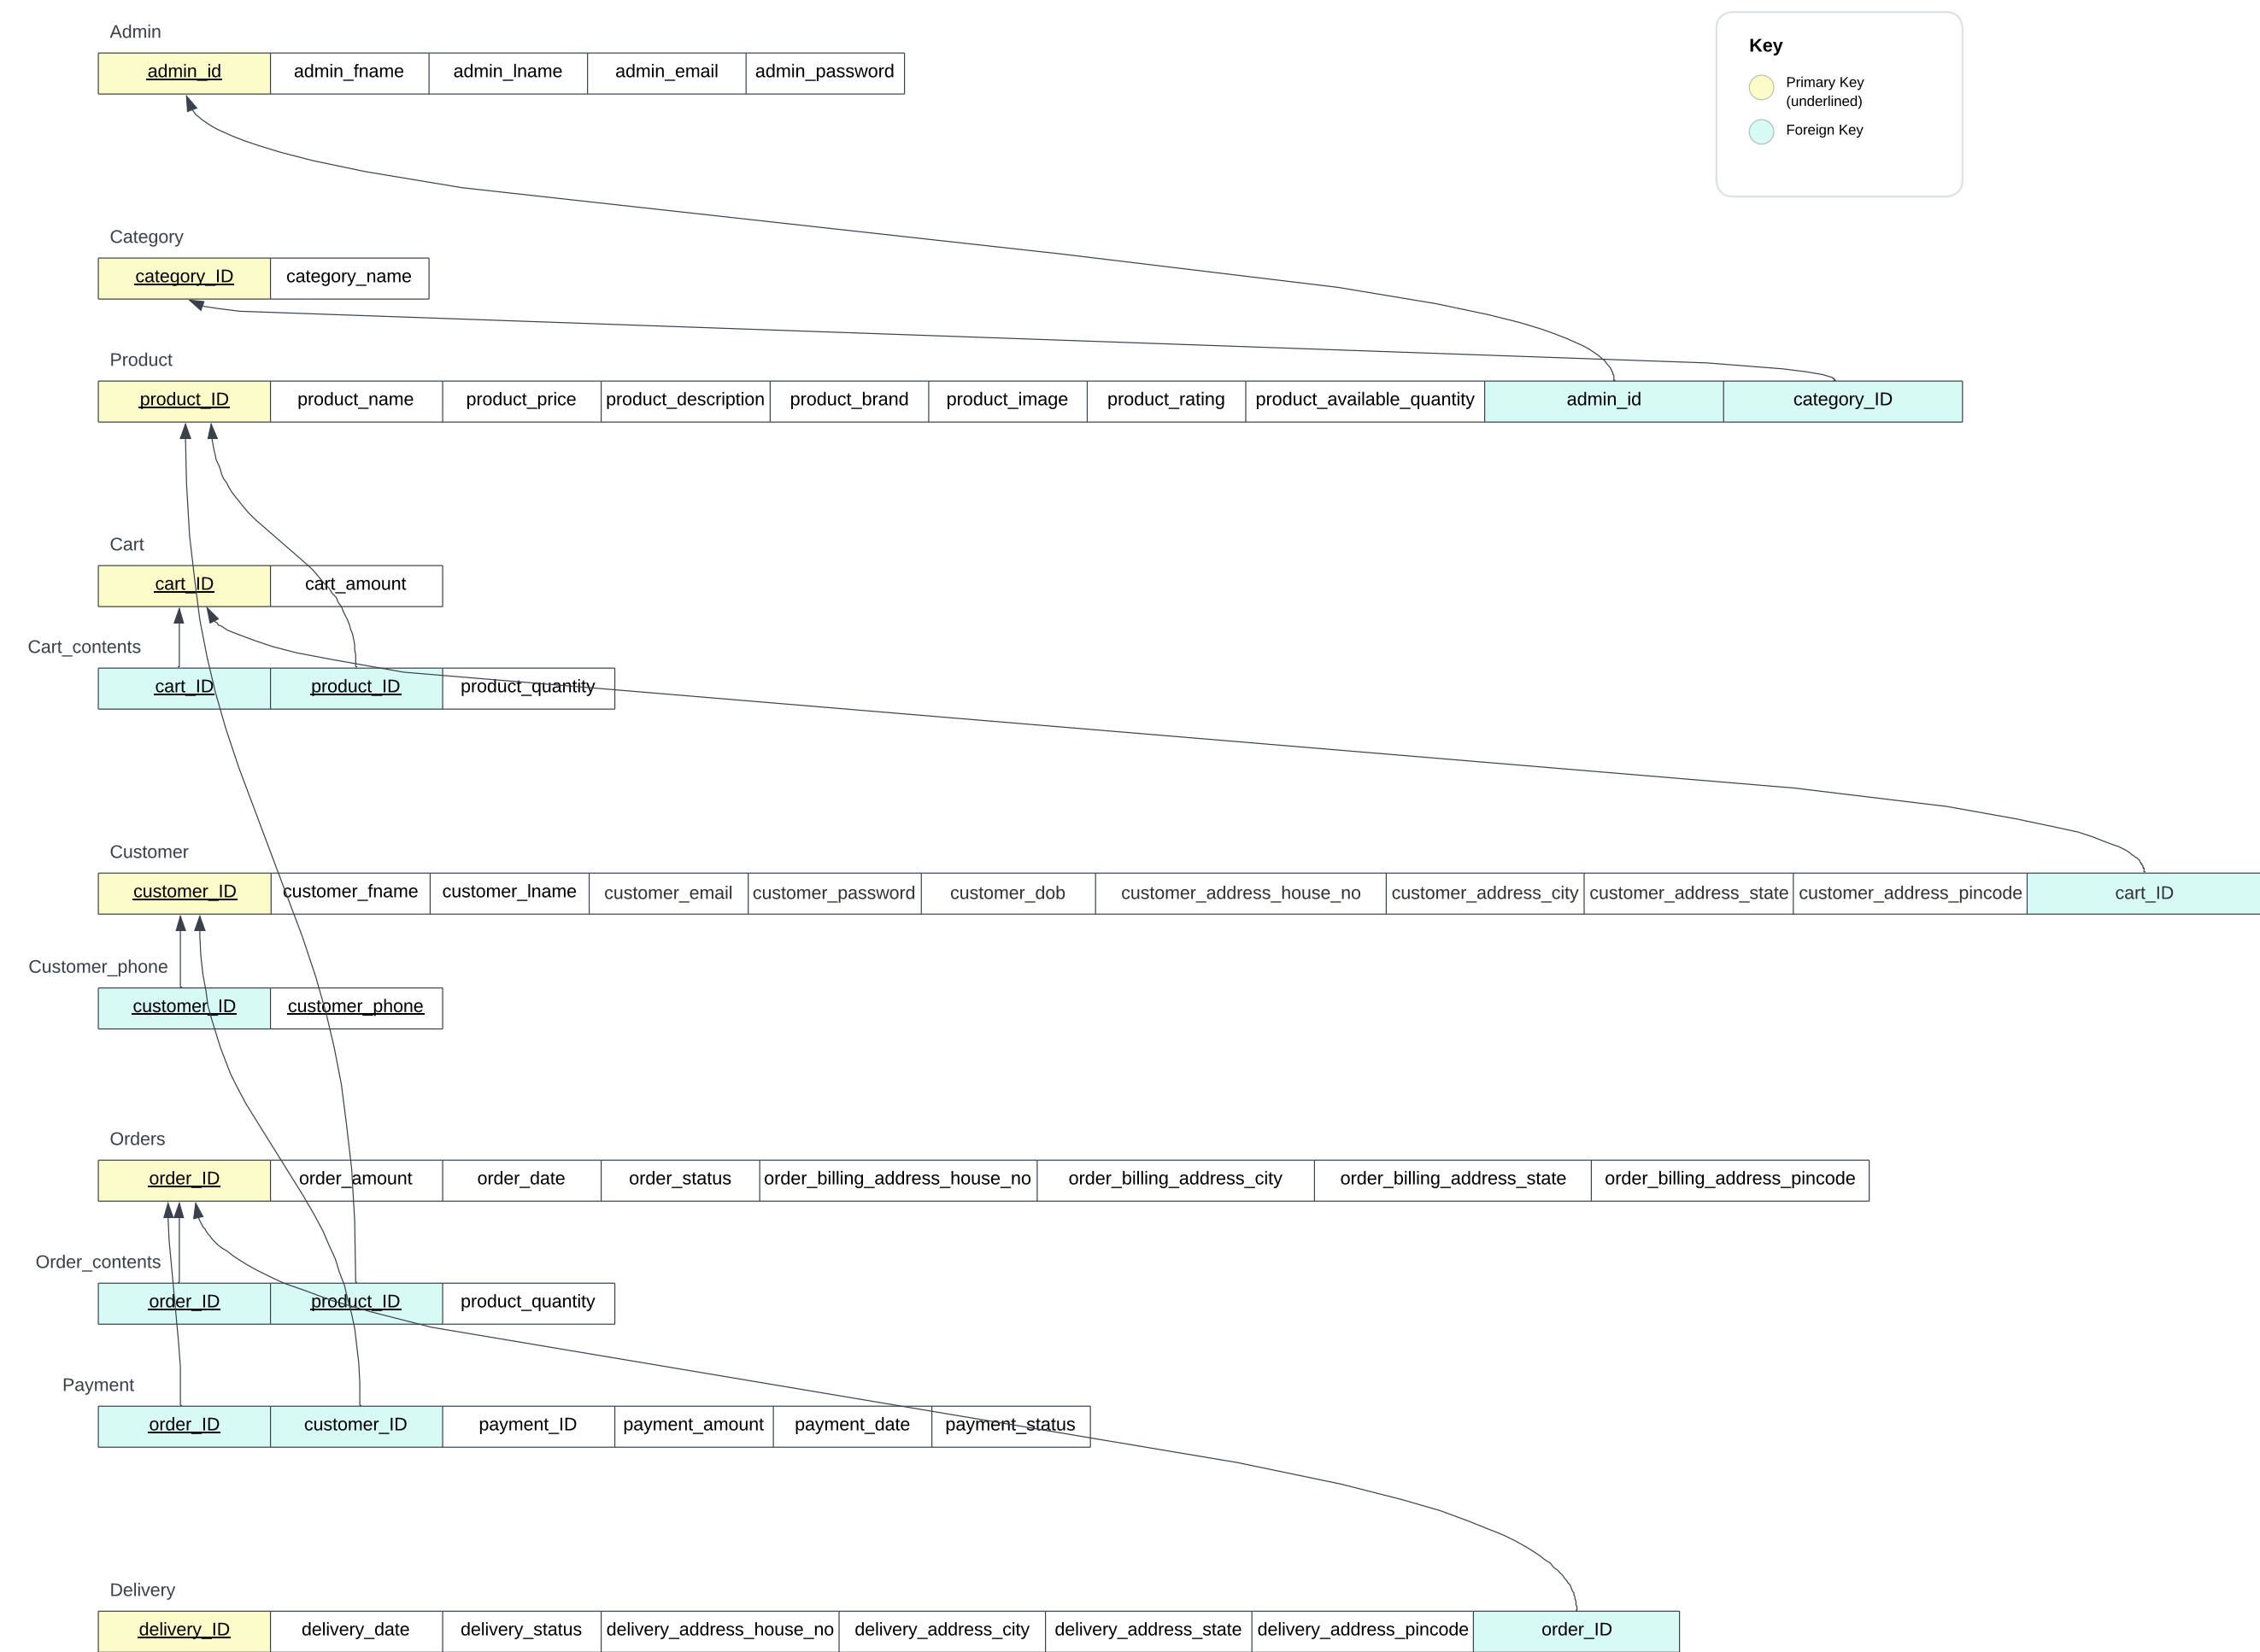 Admin
admin_id admin_fname admin_lname admin_email admin_password
Key
Primary Key
(underlined)
Foreign Key
Category
category_ID category_name
Product
product_ID product_name product_price product_description product_brand product_image product_rating product_available_quantity admin_id category_ID
Cart
cart_ID cart_amount
Cart_contents
cart_ID product_ID product_quantity
Customer
customer_ID customer_fname customer_lname customer_email customer_password customer_dob customer_address_house_no customer_address_city customer_address_state customer_address_pincode cart_ID
Customer_phone
customer_ID customer_phone
Orders
order_ID order_amount order_date order_status order_billing_address_house_no order_billing_address_city order_billing_address_state order_billing_address_pincode
Order_contents
order_ID product_ID product_quantity
Payment
order_ID customer_ID payment_ID payment_amount payment_date payment_status
Delivery
delivery_ID delivery_date delivery_status delivery_address_house_no delivery_address_city delivery_address_state delivery_address_pincode order_ID